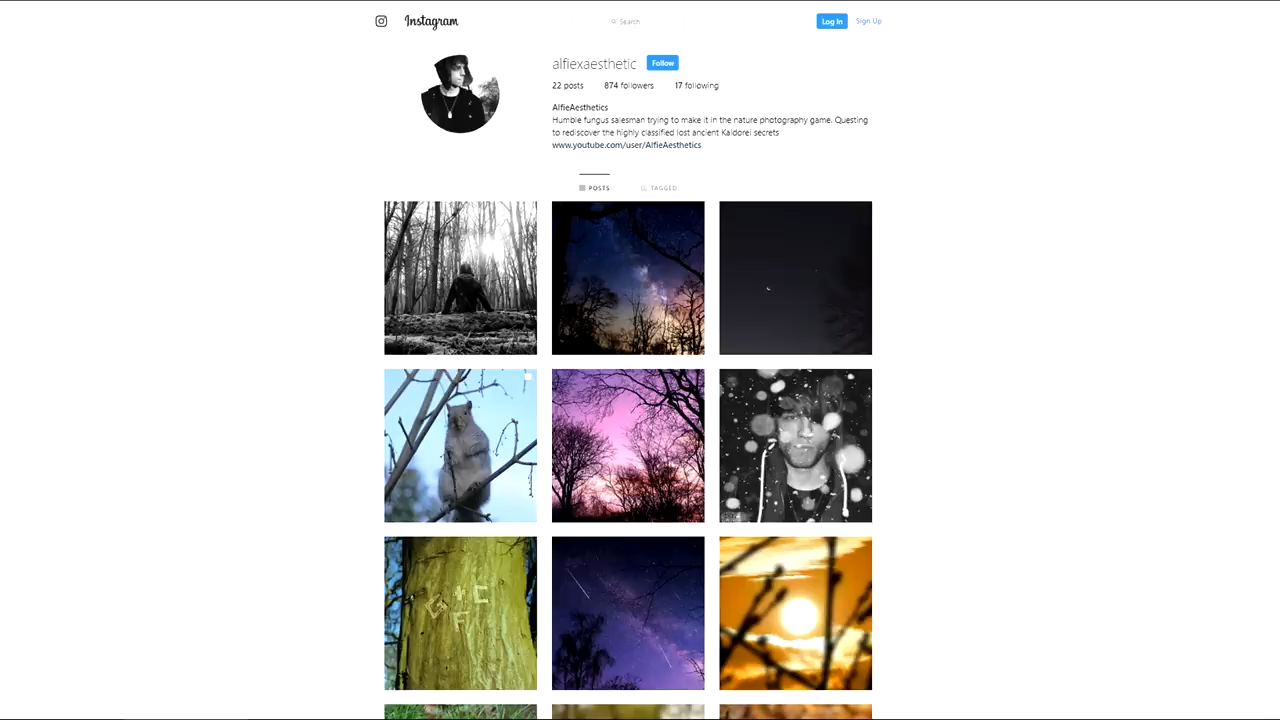 Instagram
Search
Log In
Sign Up
alfiexaesthetic
Follow
22 posts 874 followers 17 following
AlfieAesthetics
Humble fungus salesman trying to make it in the nature photography game. Questing
to rediscover the highly classified lost ancient Kaldorei secrets
www.youtube.com/user/AlfieAesthetics
POSTS
TAGGED